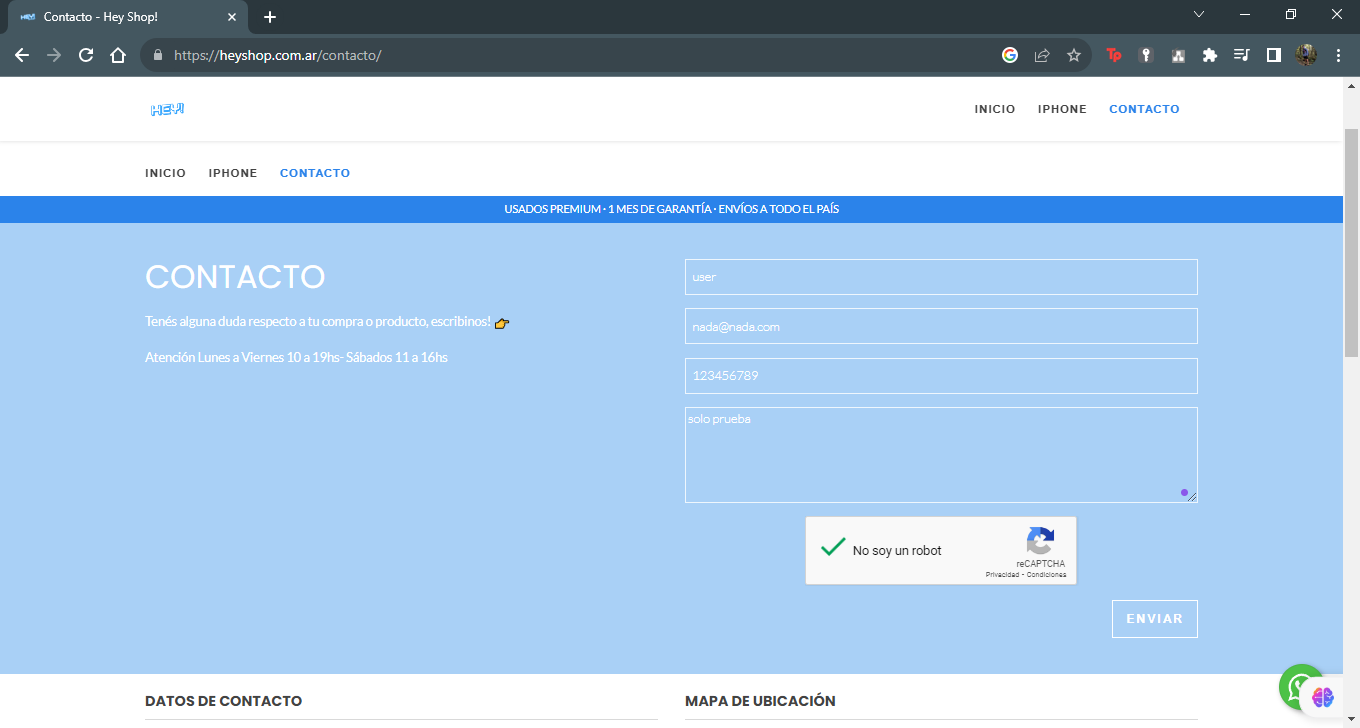 Contacto - Hey Shop!
https://heyshop.com.ar/contacto/
Tp
HEY!
INICIO IPHONE CONTACTO
INICIO IPHONE CONTACTO
USADOS PREMIUM · 1 MES DE GARANTÍA · ENVÍOS A TODO EL PAÍS
CONTACTO
Tenés alguna duda respecto a tu compra o producto, escribinos! 👉
Atención Lunes a Viernes 10 a 19hs- Sábados 11 a 16hs
user
nada@nada.com
123456789
solo prueba
No soy un robot
reCAPTCHA
Privacidad - Condiciones
ENVIAR
DATOS DE CONTACTO
MAPA DE UBICACIÓN